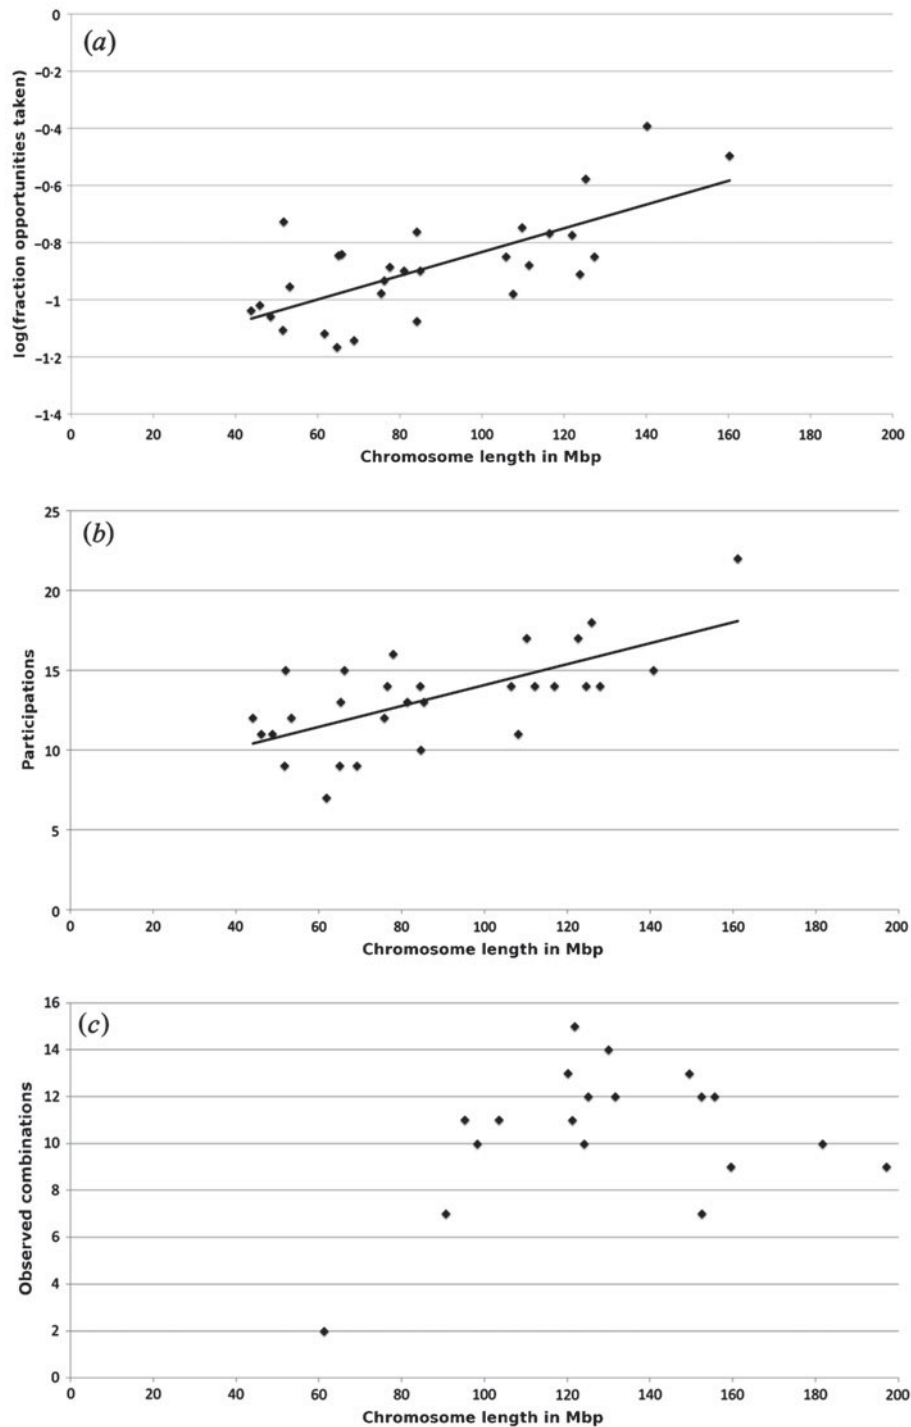 (a)
log(fraction opportunities taken)
0
–0·2
–0·4
–0·6
–0·8
–1
–1·2
–1·4
0 20 40 60 80 100 120 140 160 180 200
Chromosome length in Mbp
(b)
Participations
25
20
15
10
5
0
0 20 40 60 80 100 120 140 160 180 200
Chromosome length in Mbp
(c)
Observed combinations
16
14
12
10
8
6
4
2
0
0 20 40 60 80 100 120 140 160 180 200
Chromosome length in Mbp